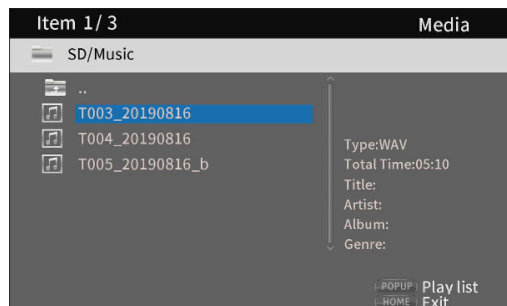 Item 1/ 3
Media
SD/Music
..
T003_20190816
T004_20190816
T005_20190816_b
Type:WAV
Total Time:05:10
Title:
Artist:
Album:
Genre:
POPUP Play list
HOME Exit